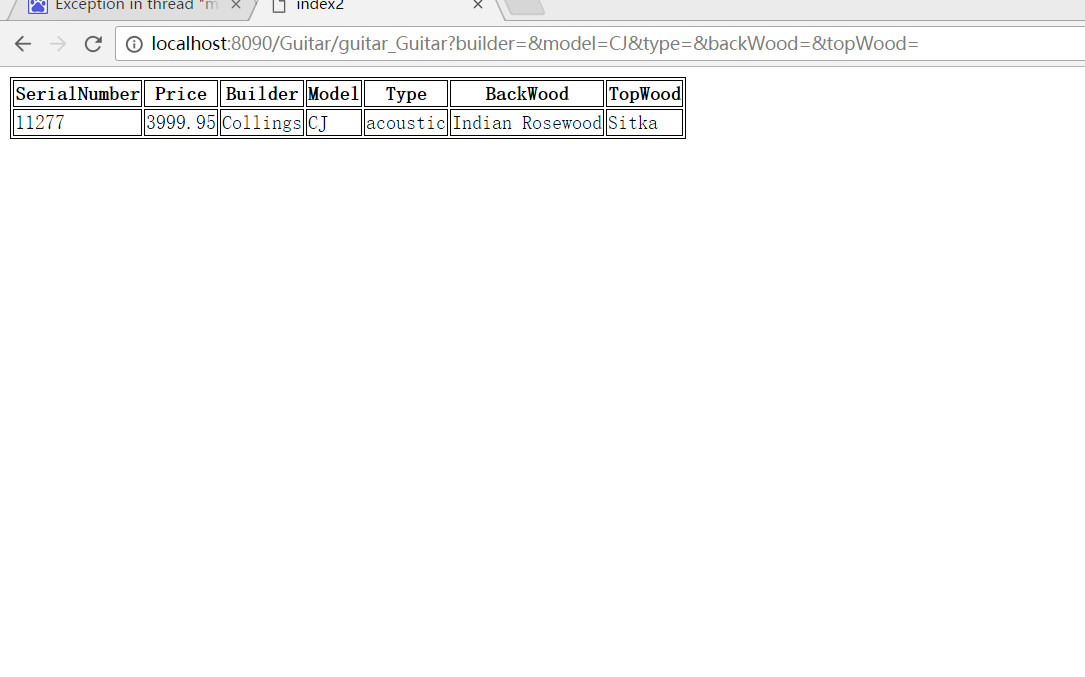 Exception in thread "m
index2
localhost:8090/Guitar/guitar_Guitar?builder=&model=CJ&type=&backWood=&topWood=
SerialNumber Price Builder Model Type BackWood TopWood
11277 3999.95 Collings CJ acoustic Indian Rosewood Sitka